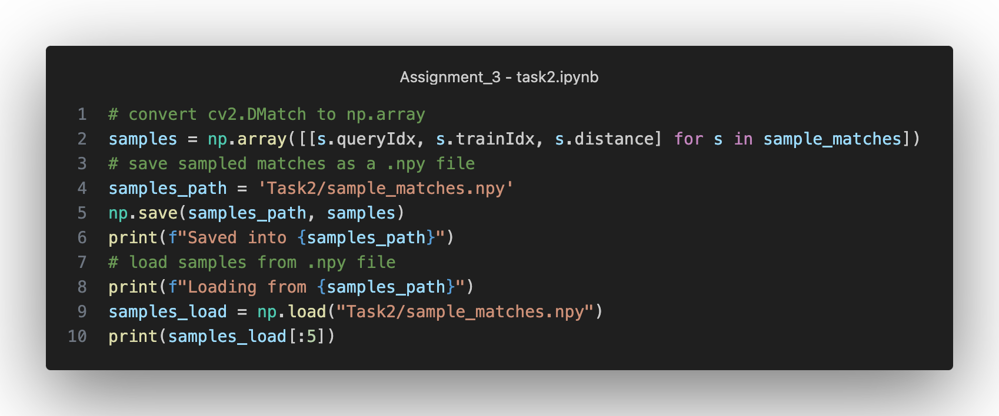 Assignment_3 - task2.ipynb
1 # convert cv2.DMatch to np.array
2 samples = np.array([[s.queryIdx, s.trainIdx, s.distance] for s in sample_matches])
3 # save sampled matches as a .npy file
4 samples_path = 'Task2/sample_matches.npy'
5 np.save(samples_path, samples)
6 print(f"Saved into {samples_path}")
7 # load samples from .npy file
8 print(f"Loading from {samples_path}")
9 samples_load = np.load("Task2/sample_matches.npy")
10 print(samples_load[:5])